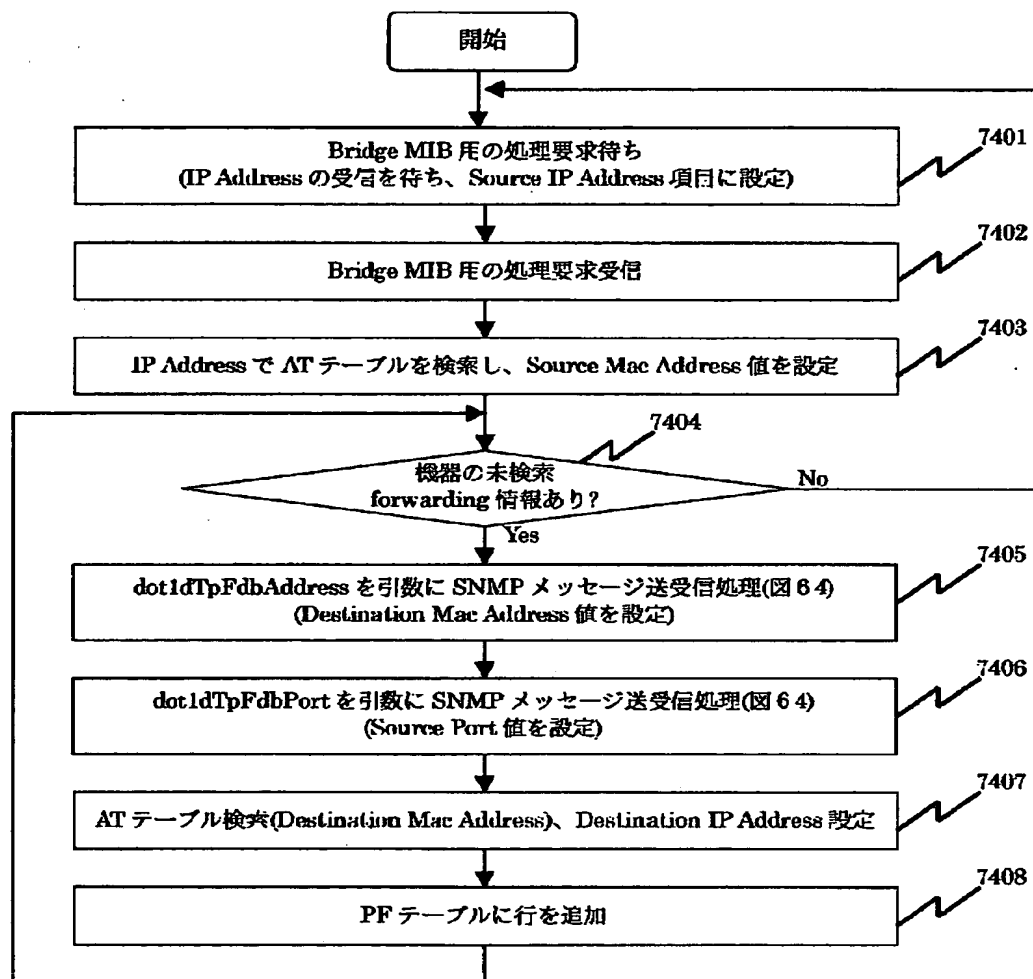 開始
7401
Bridge MIB 用の処理要求待ち
(IP Address の受信を待ち、Source IP Address 項目に設定)
7402
Bridge MIB 用の処理要求受信
7403
IP Address で AT テーブルを検索し、Source Mac Address 値を設定
7404
機器の未検索
forwarding 情報あり?
No
Yes
7405
dot1dTpFdbAddress を引数に SNMP メッセージ送受信処理(図64)
(Destination Mac Address 値を設定)
7406
dot1dTpFdbPort を引数に SNMP メッセージ送受信処理(図64)
(Source Port 値を設定)
7407
AT テーブル検索(Destination Mac Address)、Destination IP Address 設定
7408
PF テーブルに行を追加